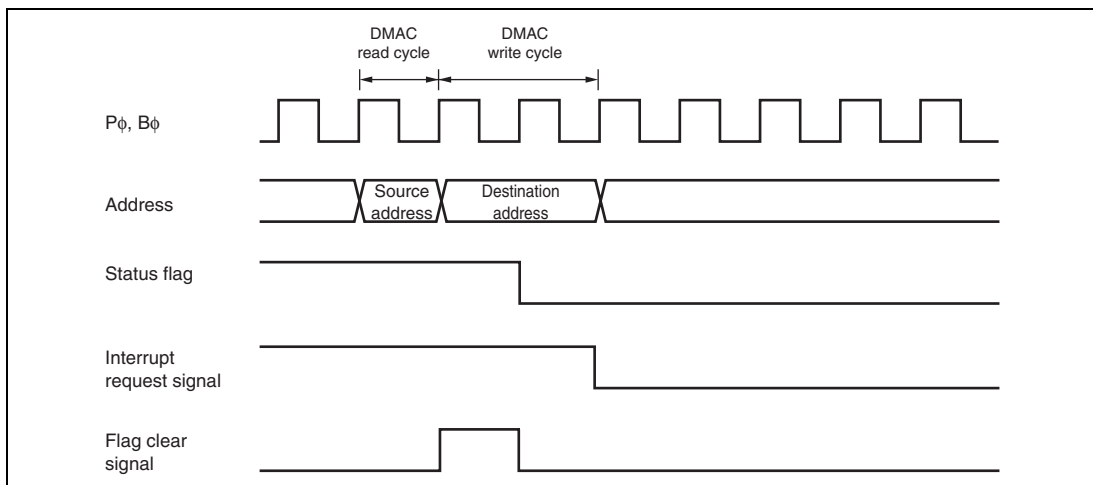 DMAC
read cycle
DMAC
write cycle
Pϕ, Bϕ
Address
Source
address
Destination
address
Status flag
Interrupt
request signal
Flag clear
signal